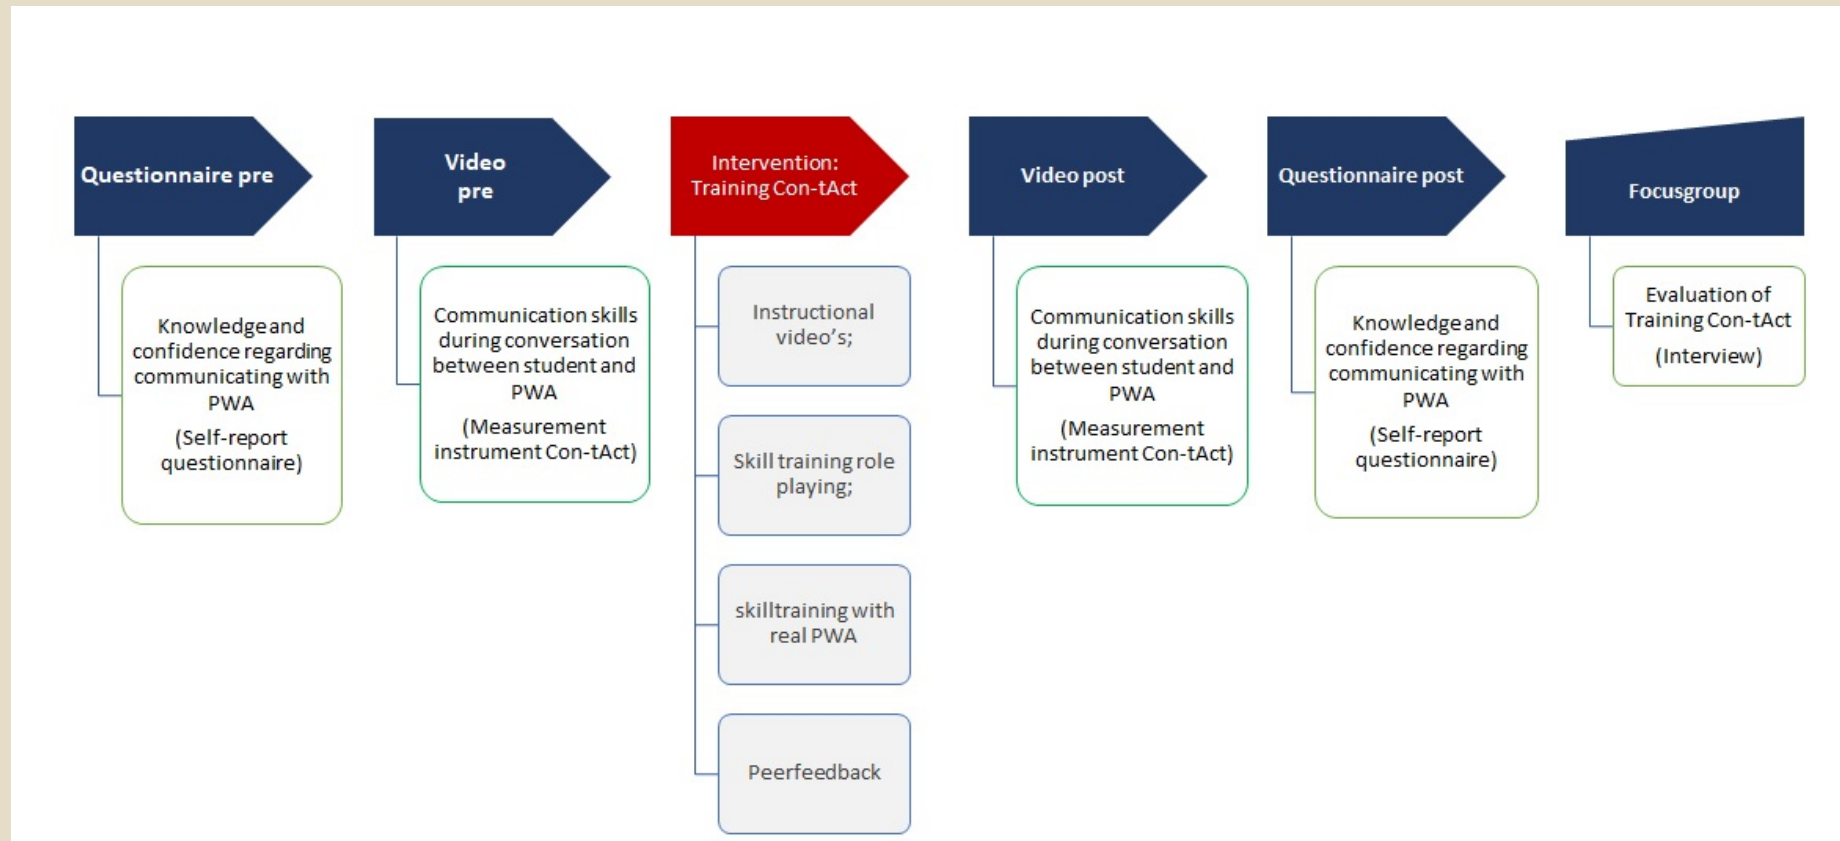 Questionnaire pre
Knowledge and
confidence regarding
communicating with
PWA
(Self-report
questionnaire)
Video
pre
Communication skills
during conversation
between student and
PWA
(Measurement
instrument Con-tAct)
Intervention:
Training Con-tAct
Instructional
video's;
Skill training role
playing;
skilltraining with
real PWA
Peerfeedback
Video post
Communication skills
during conversation
between student and
PWA
(Measurement
instrument Con-tAct)
Questionnaire post
Knowledge and
confidence regarding
communicating with
PWA
(Self-report
questionnaire)
Focusgroup
Evaluation of
Training Con-tAct
(Interview)